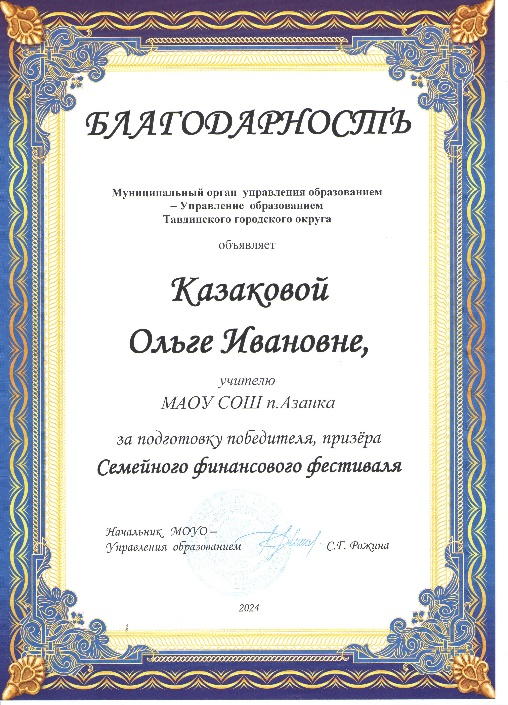 БЛАГОДАРНОСТЬ
Муниципальный орган управления образованием
– Управление образованием
Тавдинского городского округа
объявляет
Казаковой
Ольге Ивановне,
учителю
МАОУ СОШ п.Азанка
за подготовку победителя, призёра
Семейного финансового фестиваля
Начальник МОУО –
Управления образованием С.Г. Рожина
2024